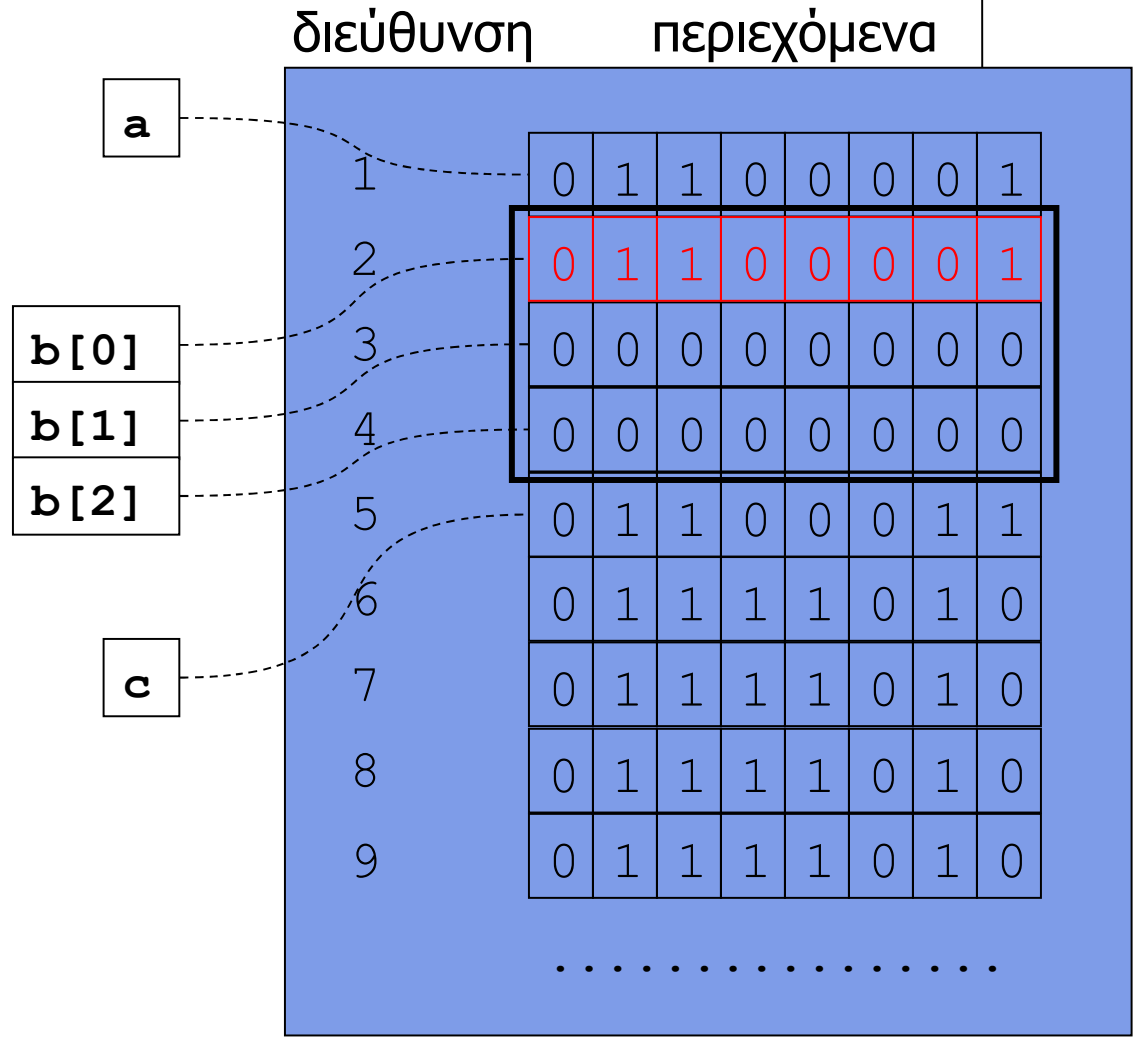 διεύθυνση περιεχόμενα
a
1 0 1 1 0 0 0 0 1
2 0 1 1 0 0 0 0 1
b[0]
3 0 0 0 0 0 0 0 0
b[1]
4 0 0 0 0 0 0 0 0
b[2]
5 0 1 1 0 0 0 1 1
6 0 1 1 1 1 0 1 0
c
7 0 1 1 1 1 0 1 0
8 0 1 1 1 1 0 1 0
9 0 1 1 1 1 0 1 0
. . . . . . . . . . . . . . . .